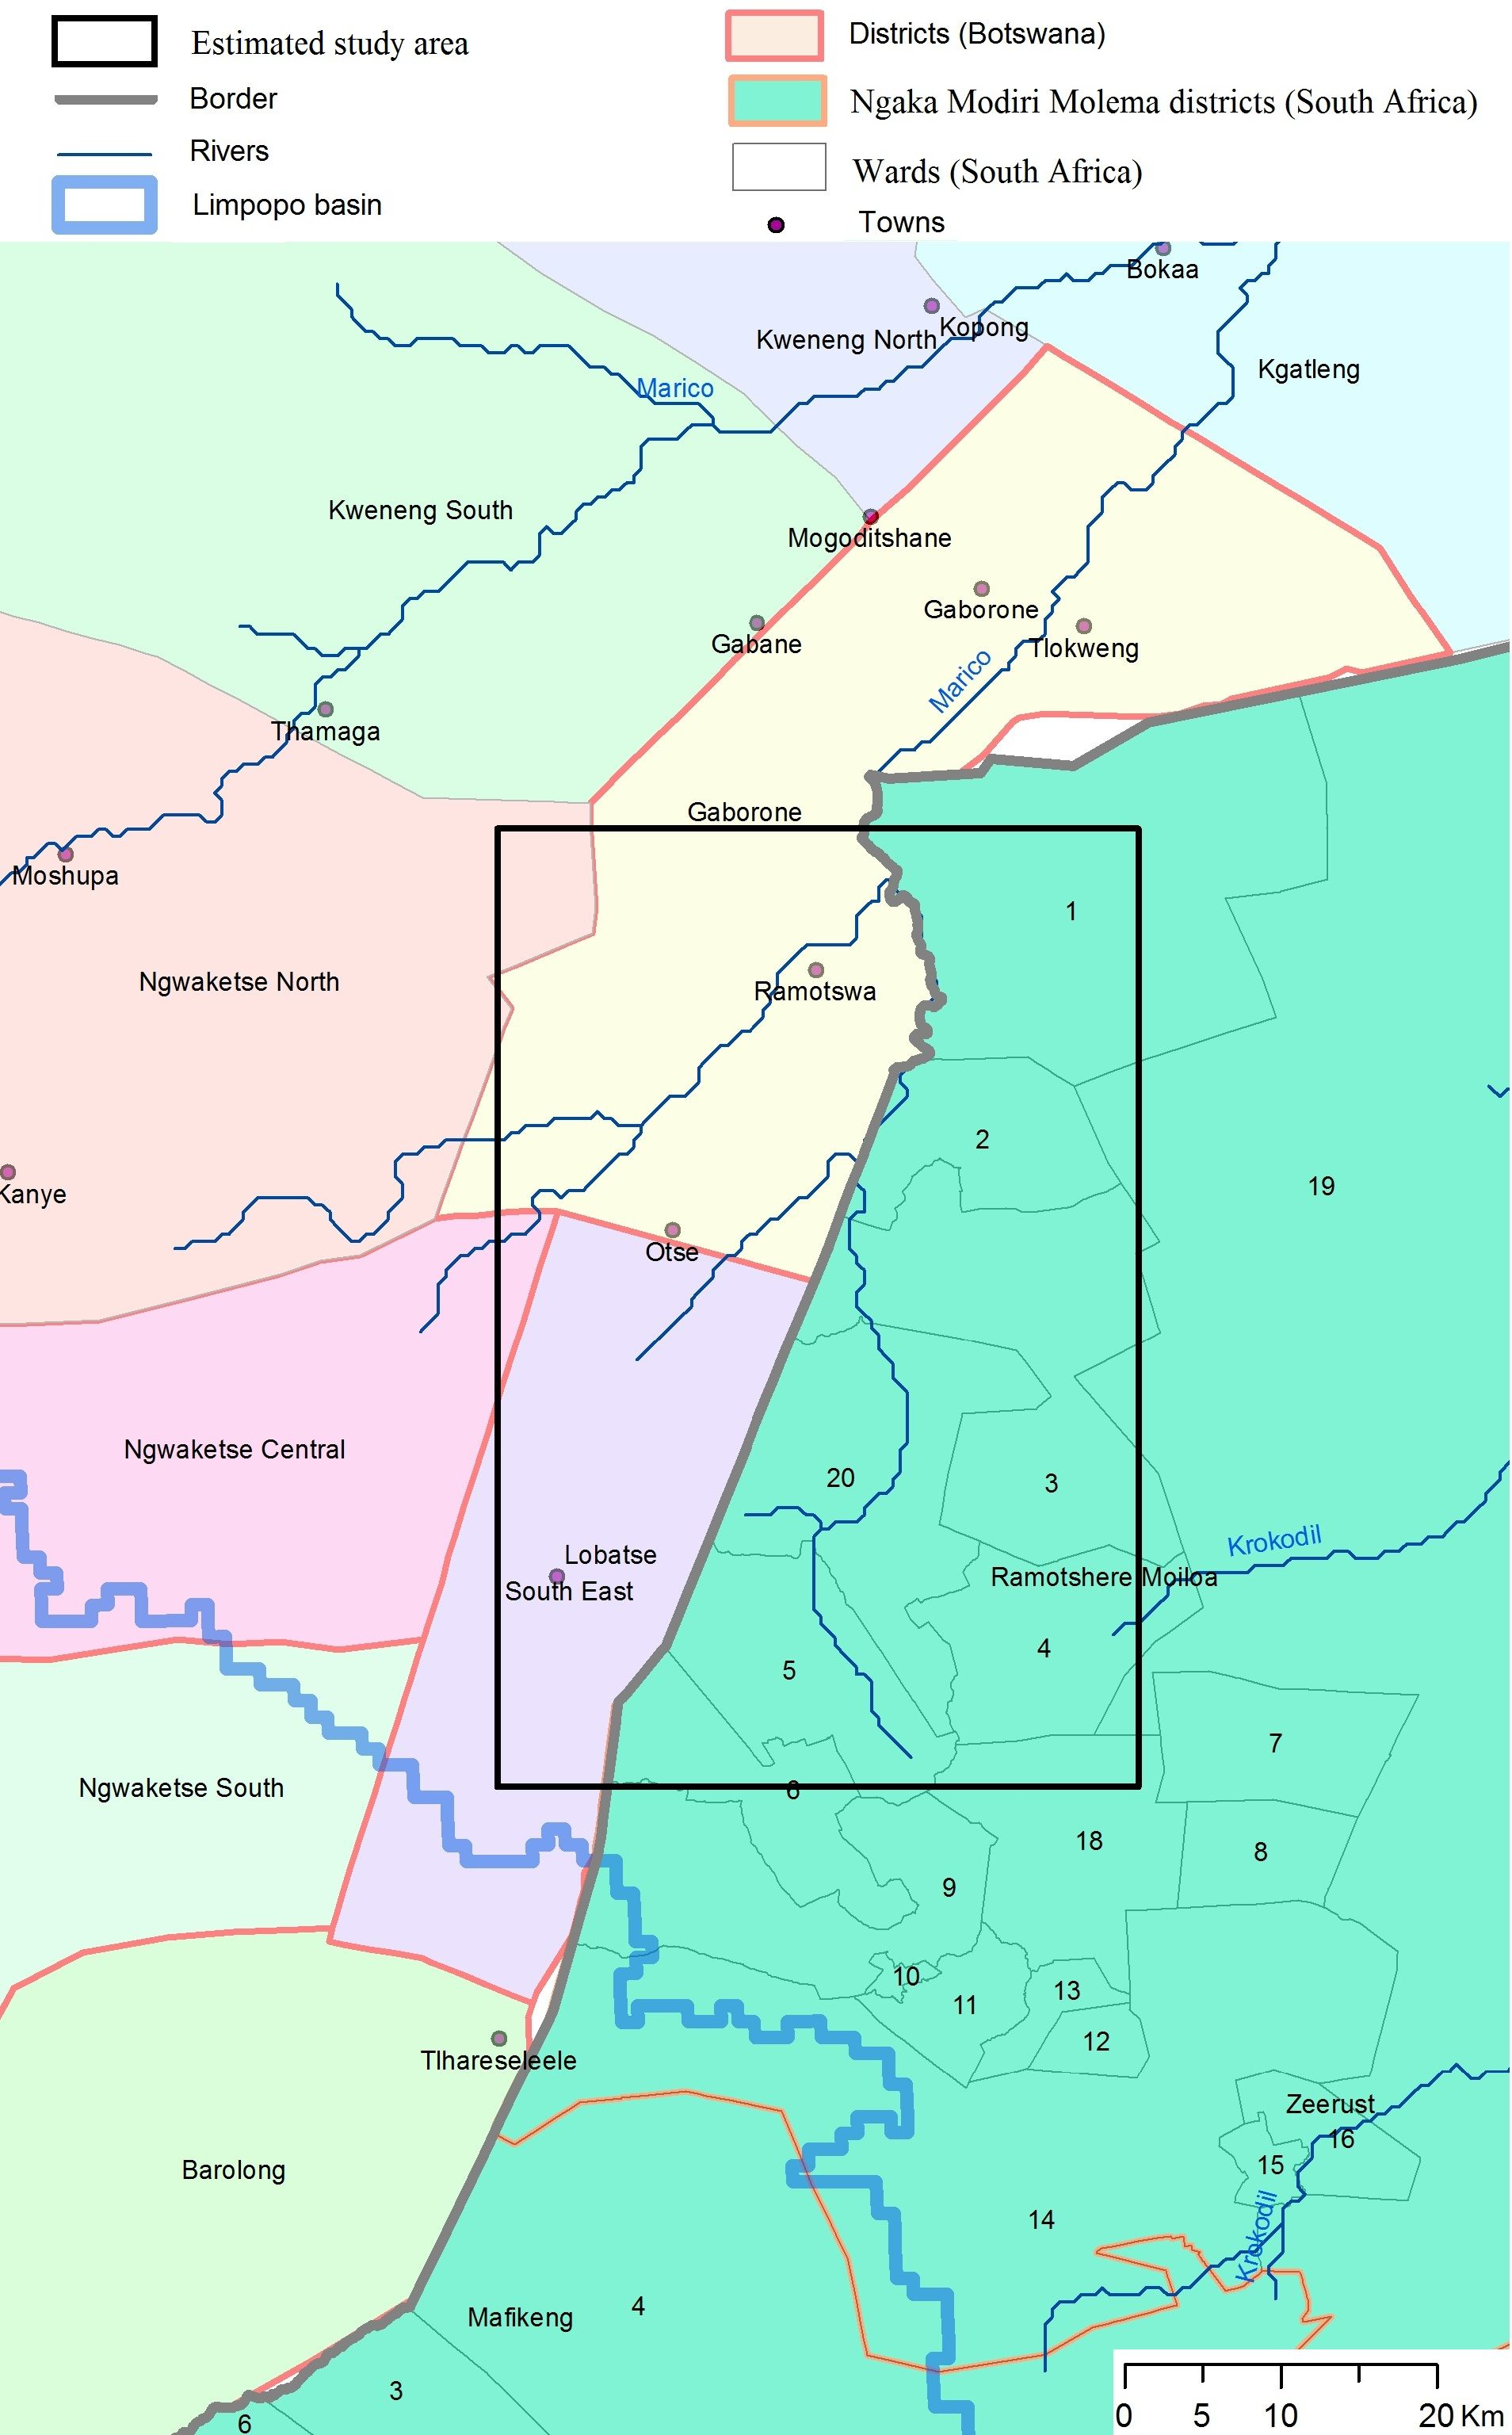 Estimated study area
Border
Rivers
Limpopo basin
Districts (Botswana)
Ngaka Modiri Molema districts (South Africa)
Wards (South Africa)
Towns
Bokaa
Kopong
Kweneng North
Kgatleng
Marico
Kweneng South
Mogoditshane
Gaborone
Gabane
Tlokweng
Marico
Thamaga
Gaborone
Moshupa
1
Ngwaketse North
Ramotswa
2
19
Kanye
Otse
Ngwaketse Central
20
3
Krokodil
Lobatse
South East
Ramotshere Moiloa
4
5
7
Ngwaketse South
6
18
8
9
10
11
13
12
Tlhareseleele
Zeerust
16
15
Barolong
14
Krokodil
Mafikeng
4
3
6
0 5 10 20 Km